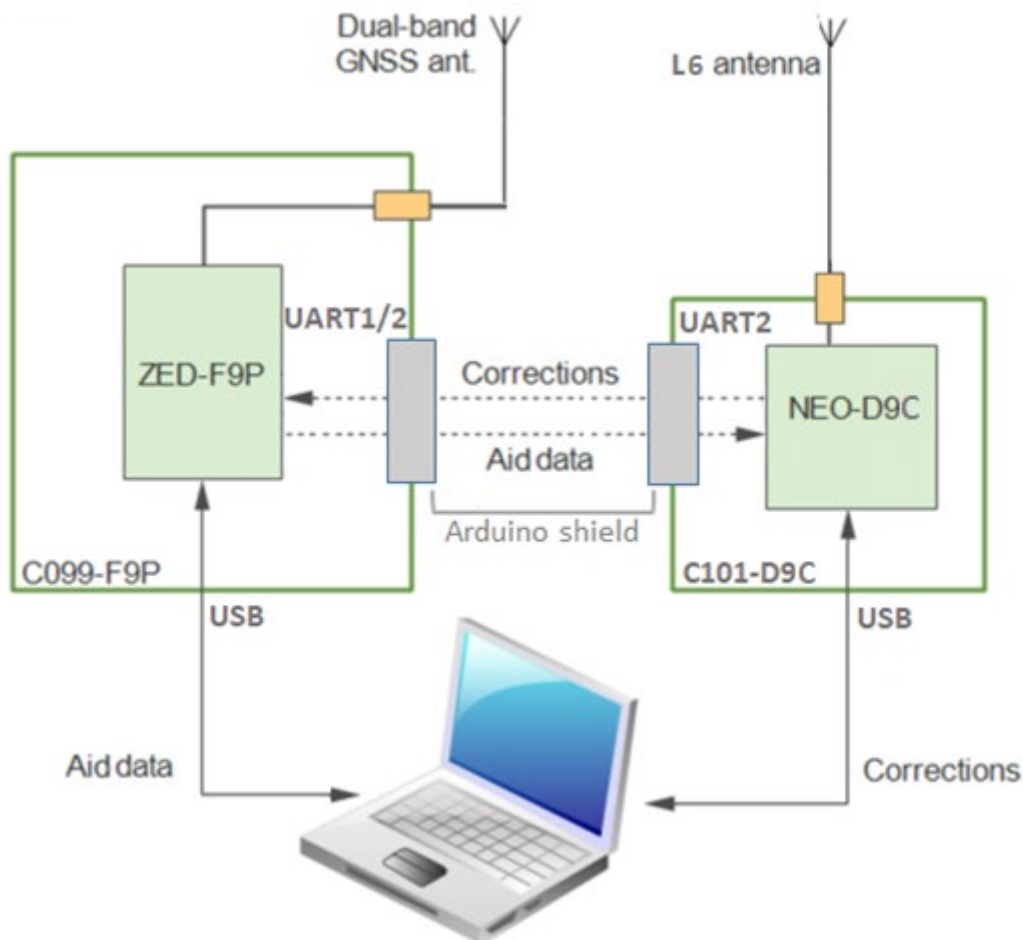 Dual-band
GNSS ant.
L6 antenna
UART1/2
UART2
ZED-F9P
Corrections
NEO-D9C
Aid data
Arduino shield
C099-F9P
C101-D9C
USB
USB
Aid data
Corrections